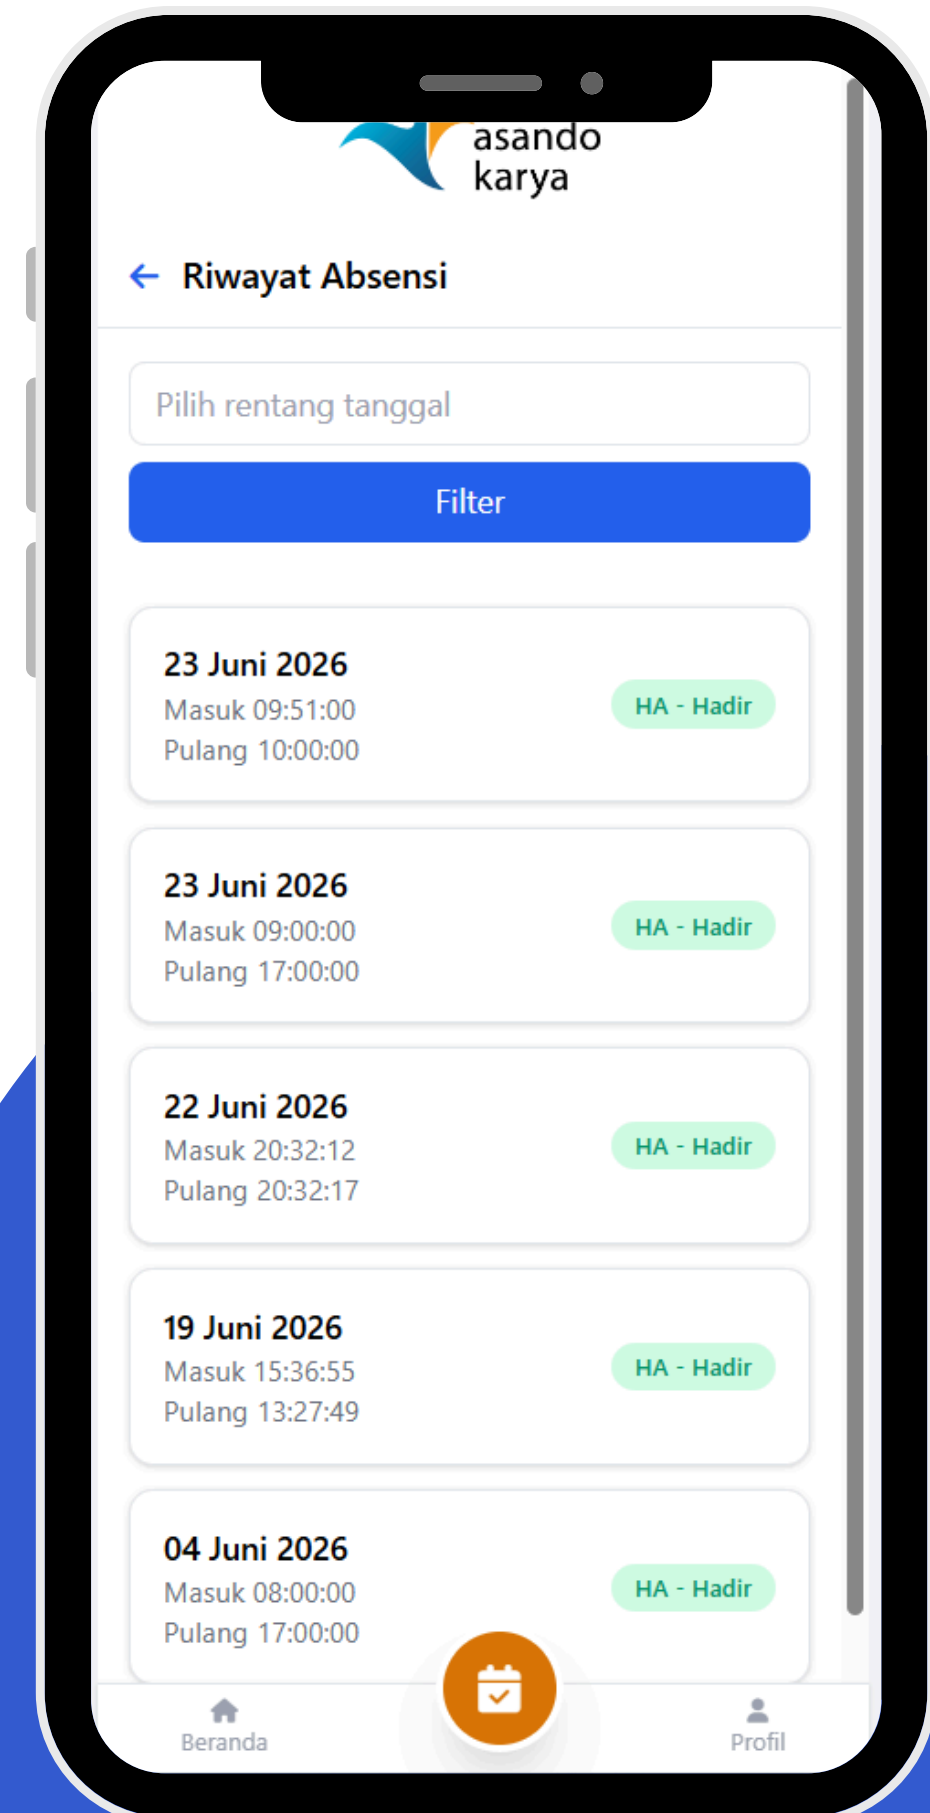 asando
karya
Riwayat Absensi
Pilih rentang tanggal
Filter
23 Juni 2026
Masuk 09:51:00
Pulang 10:00:00
HA - Hadir
23 Juni 2026
Masuk 09:00:00
Pulang 17:00:00
HA - Hadir
22 Juni 2026
Masuk 20:32:12
Pulang 20:32:17
HA - Hadir
19 Juni 2026
Masuk 15:36:55
Pulang 13:27:49
HA - Hadir
04 Juni 2026
Masuk 08:00:00
Pulang 17:00:00
HA - Hadir
Beranda
Profil